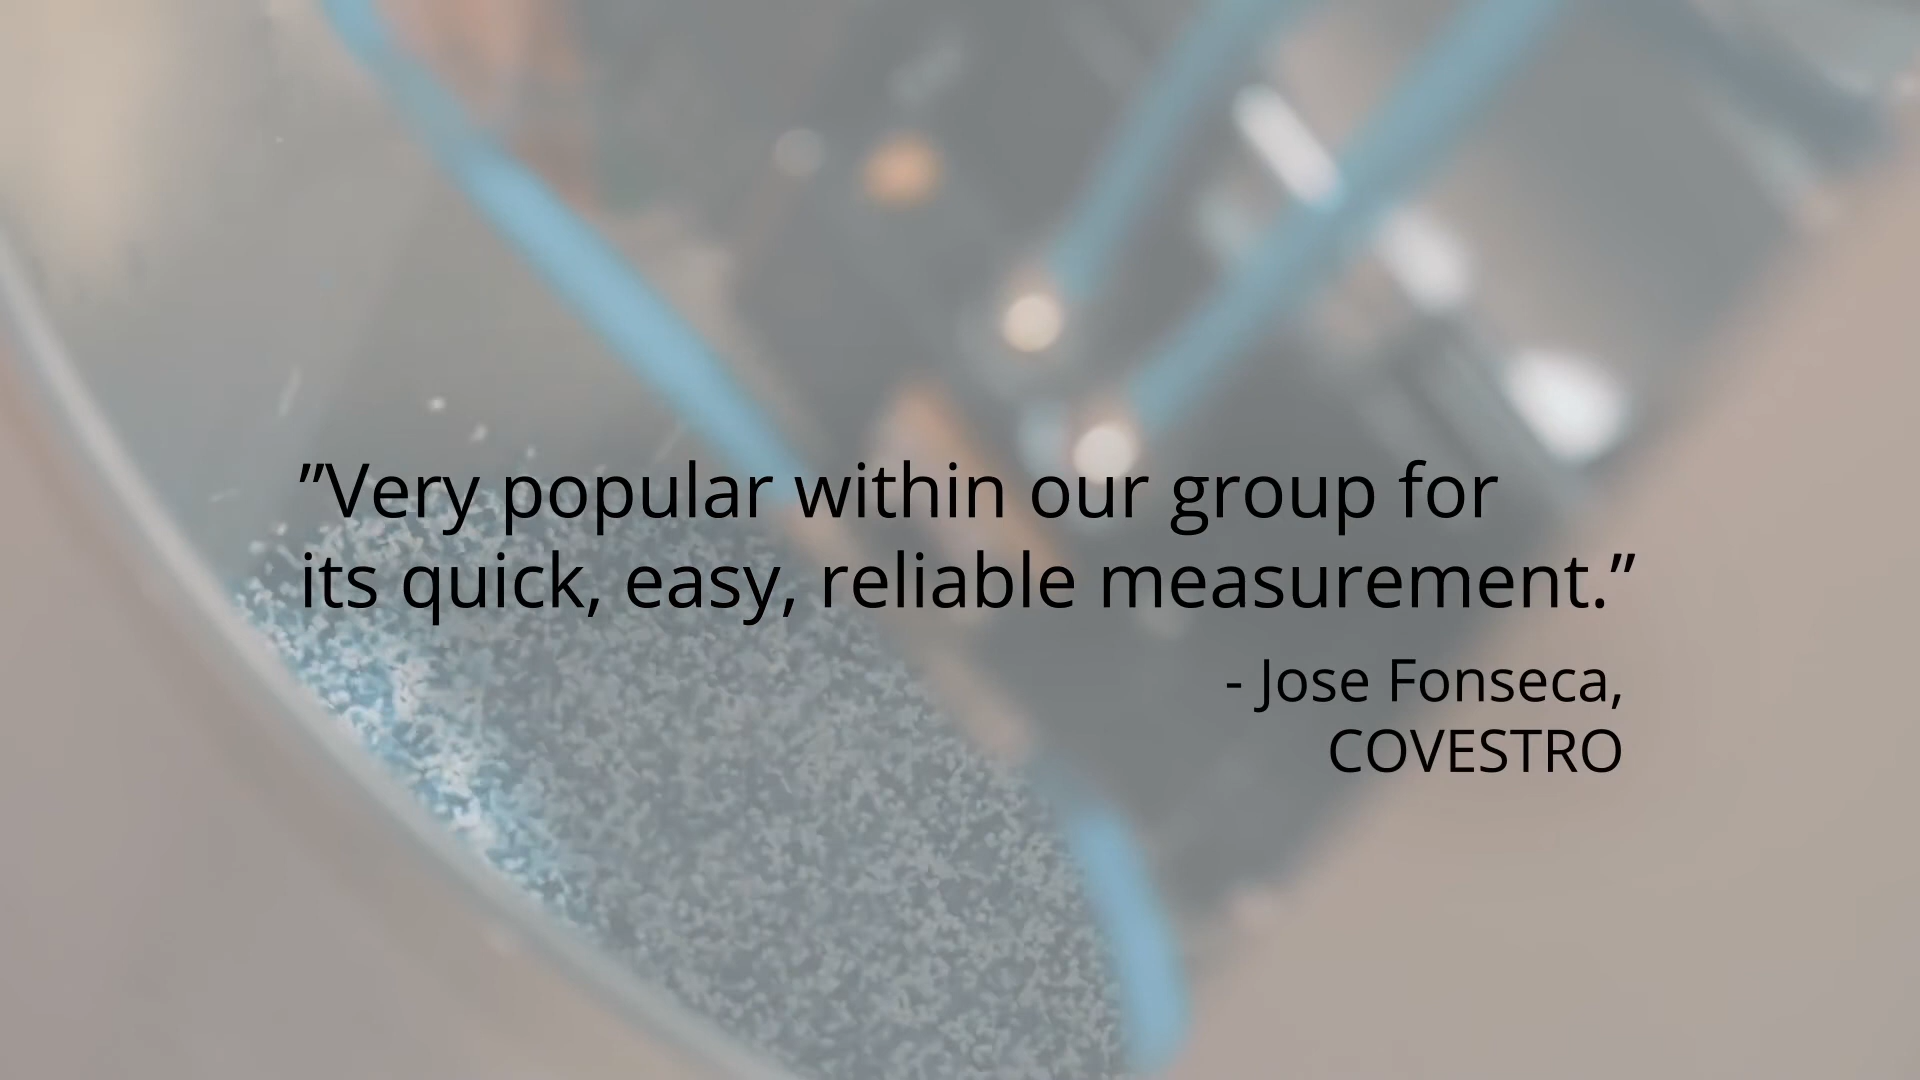 ”Very popular within our group for
its quick, easy, reliable measurement.”
- Jose Fonseca,
COVESTRO